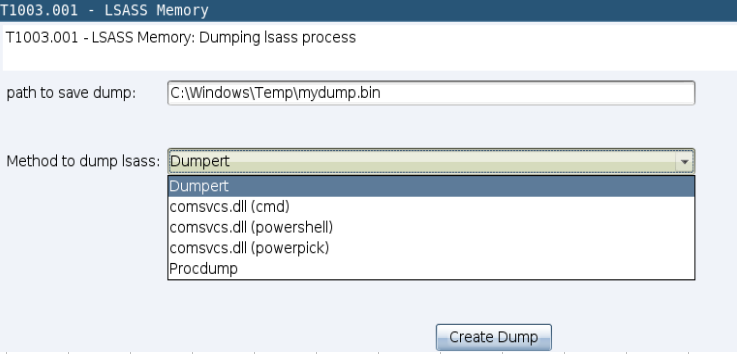 T1003.001 - LSASS Memory
T1003.001 - LSASS Memory: Dumping lsass process
path to save dump: C:\Windows\Temp\mydump.bin
Method to dump lsass: Dumpert
Dumpert
comsvcs.dll (cmd)
comsvcs.dll (powershell)
comsvcs.dll (powerpick)
Procdump
Create Dump